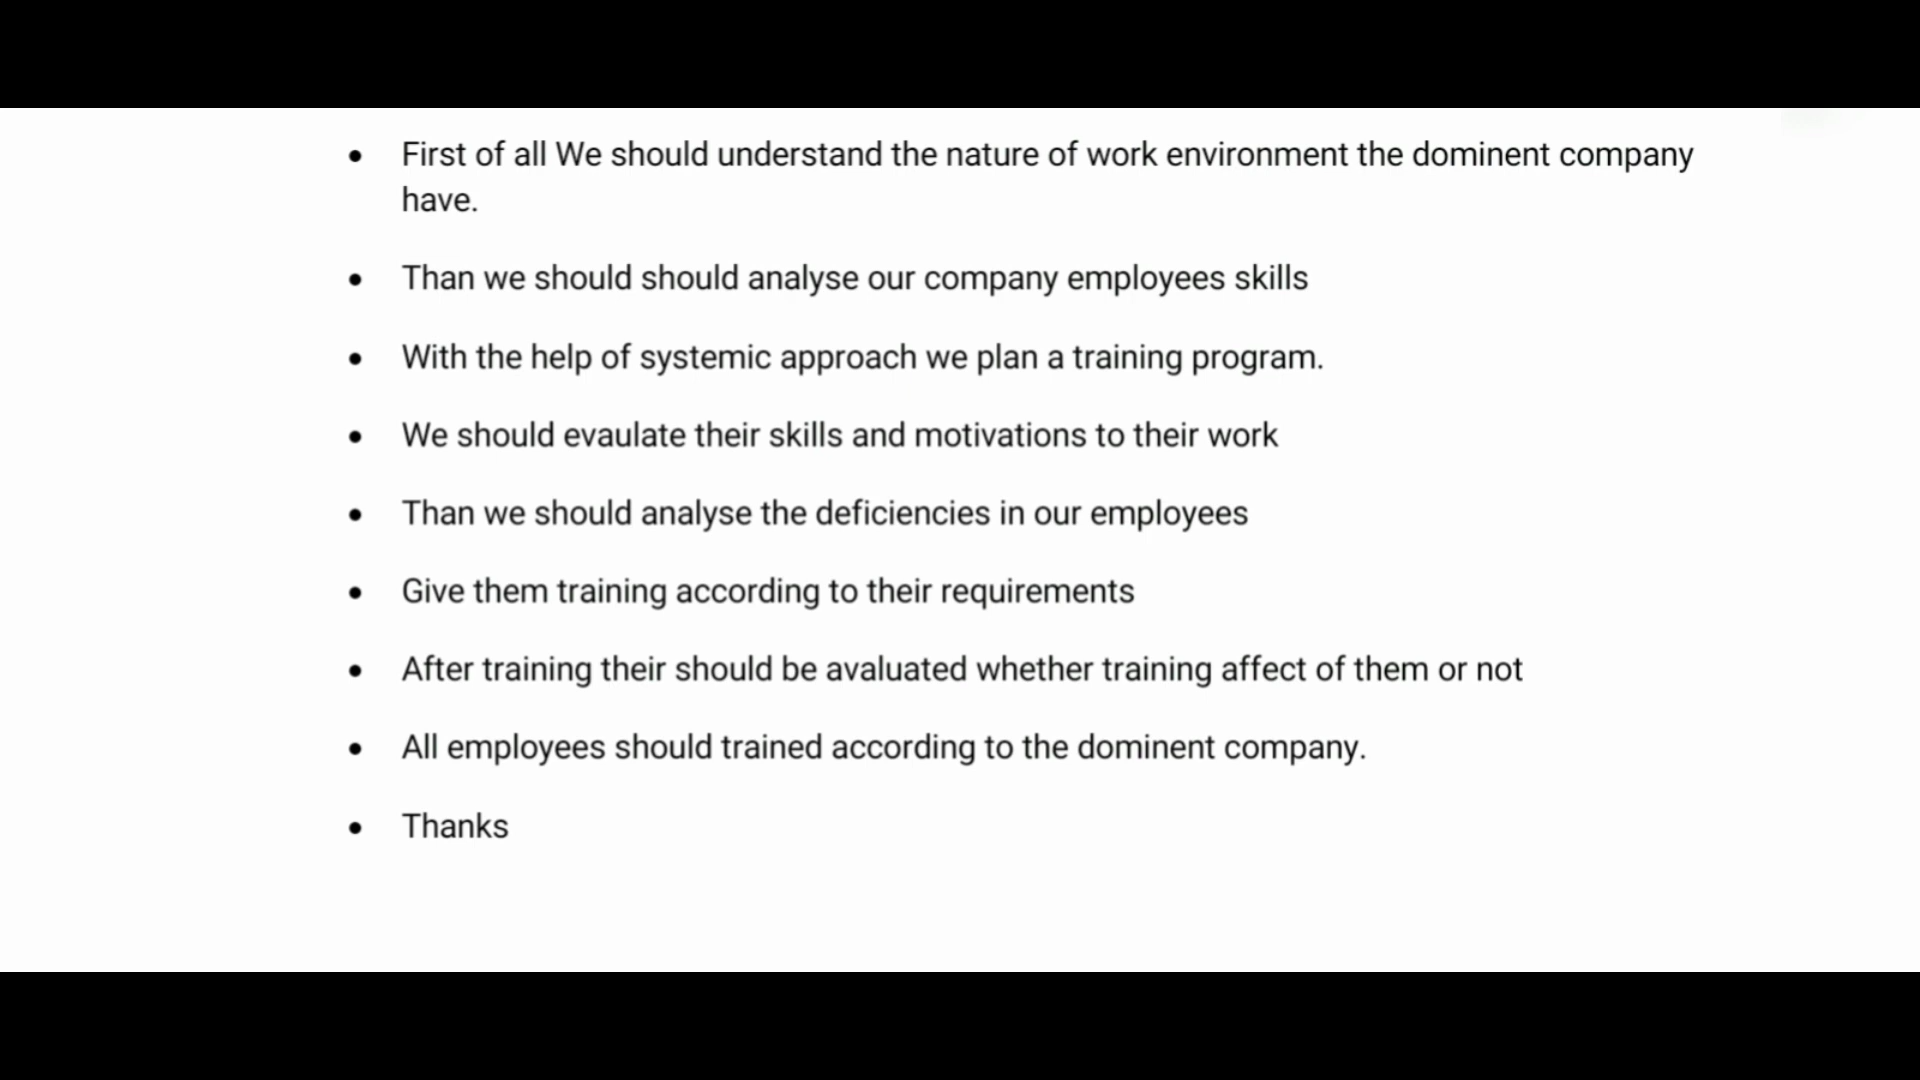 • First of all We should understand the nature of work environment the dominent company
have.
• Than we should should analyse our company employees skills
• With the help of systemic approach we plan a training program.
• We should evaulate their skills and motivations to their work
• Than we should analyse the deficiencies in our employees
• Give them training according to their requirements
• After training their should be avaluated whether training affect of them or not
• All employees should trained according to the dominent company.
• Thanks